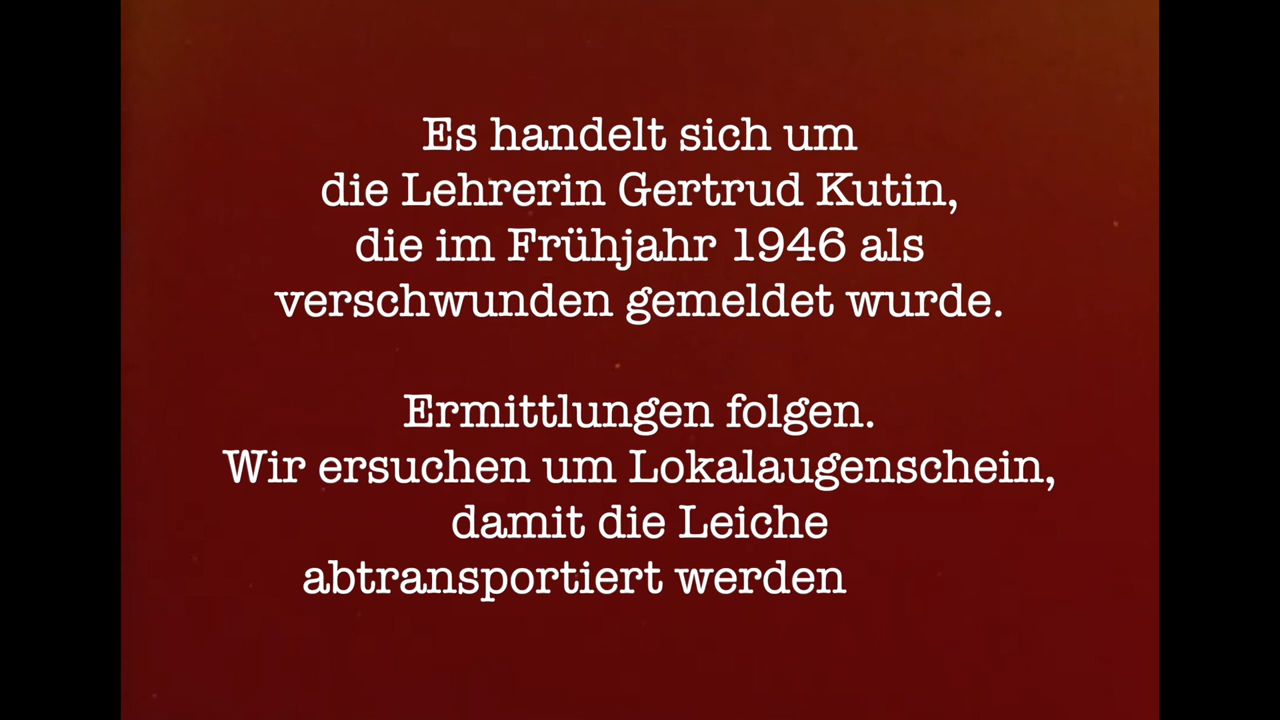 Es handelt sich um
die Lehrerin Gertrud Kutin,
die im Frühjahr 1946 als
verschwunden gemeldet wurde.
Ermittlungen folgen.
Wir ersuchen um Lokalaugenschein,
damit die Leiche
abtransportiert werden